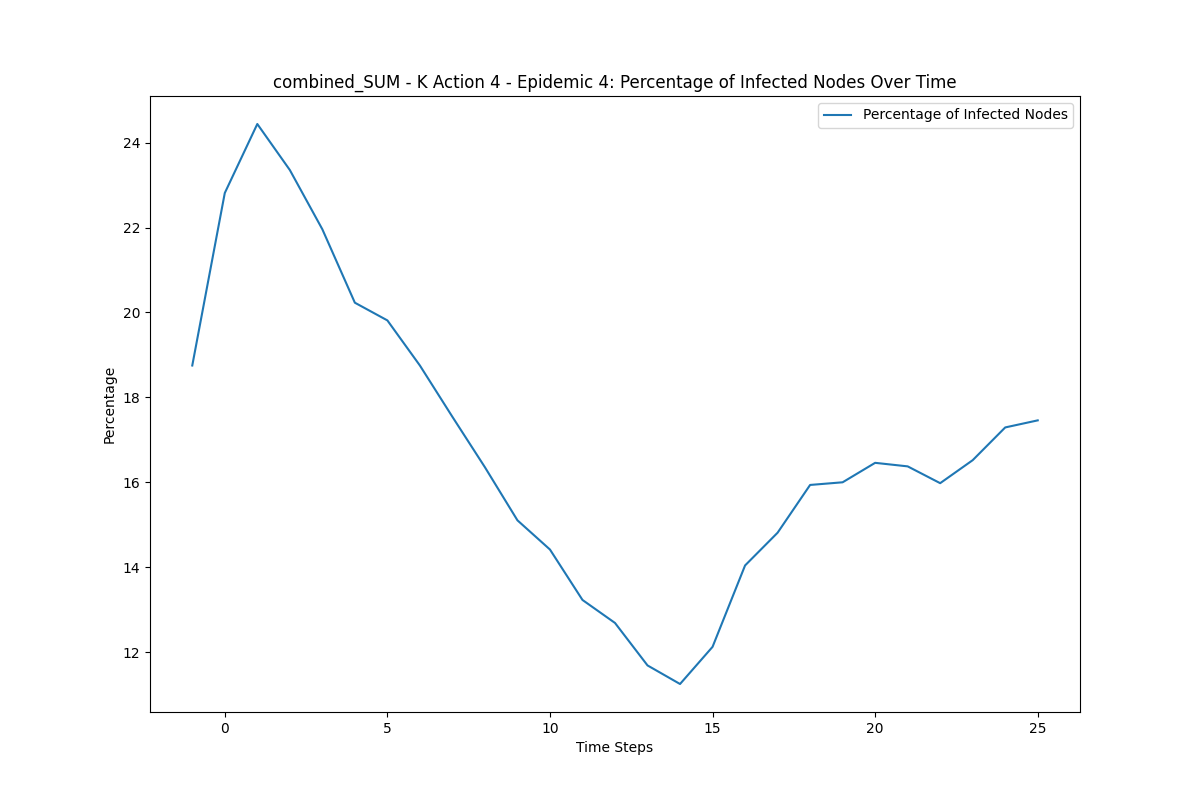 combined_SUM - K Action 4 - Epidemic 4: Percentage of Infected Nodes Over Time
Percentage of Infected Nodes
24
22
20
18
16
14
12
Percentage
0 5 10 15 20 25
Time Steps